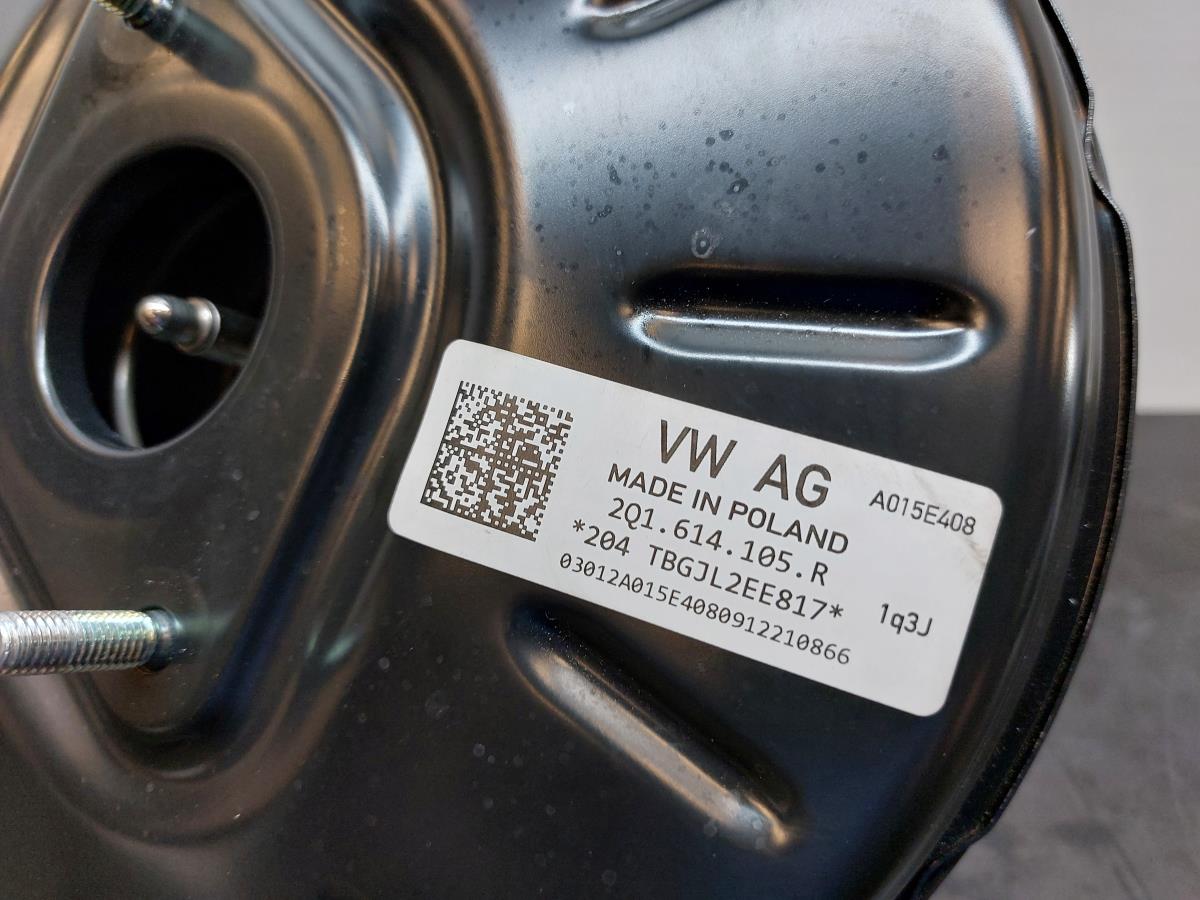 VW AG
A015E408
MADE IN POLAND
2Q1.614.105.R
*204 TBGJL2EE817*
1q3J
03012A015E4080912210866